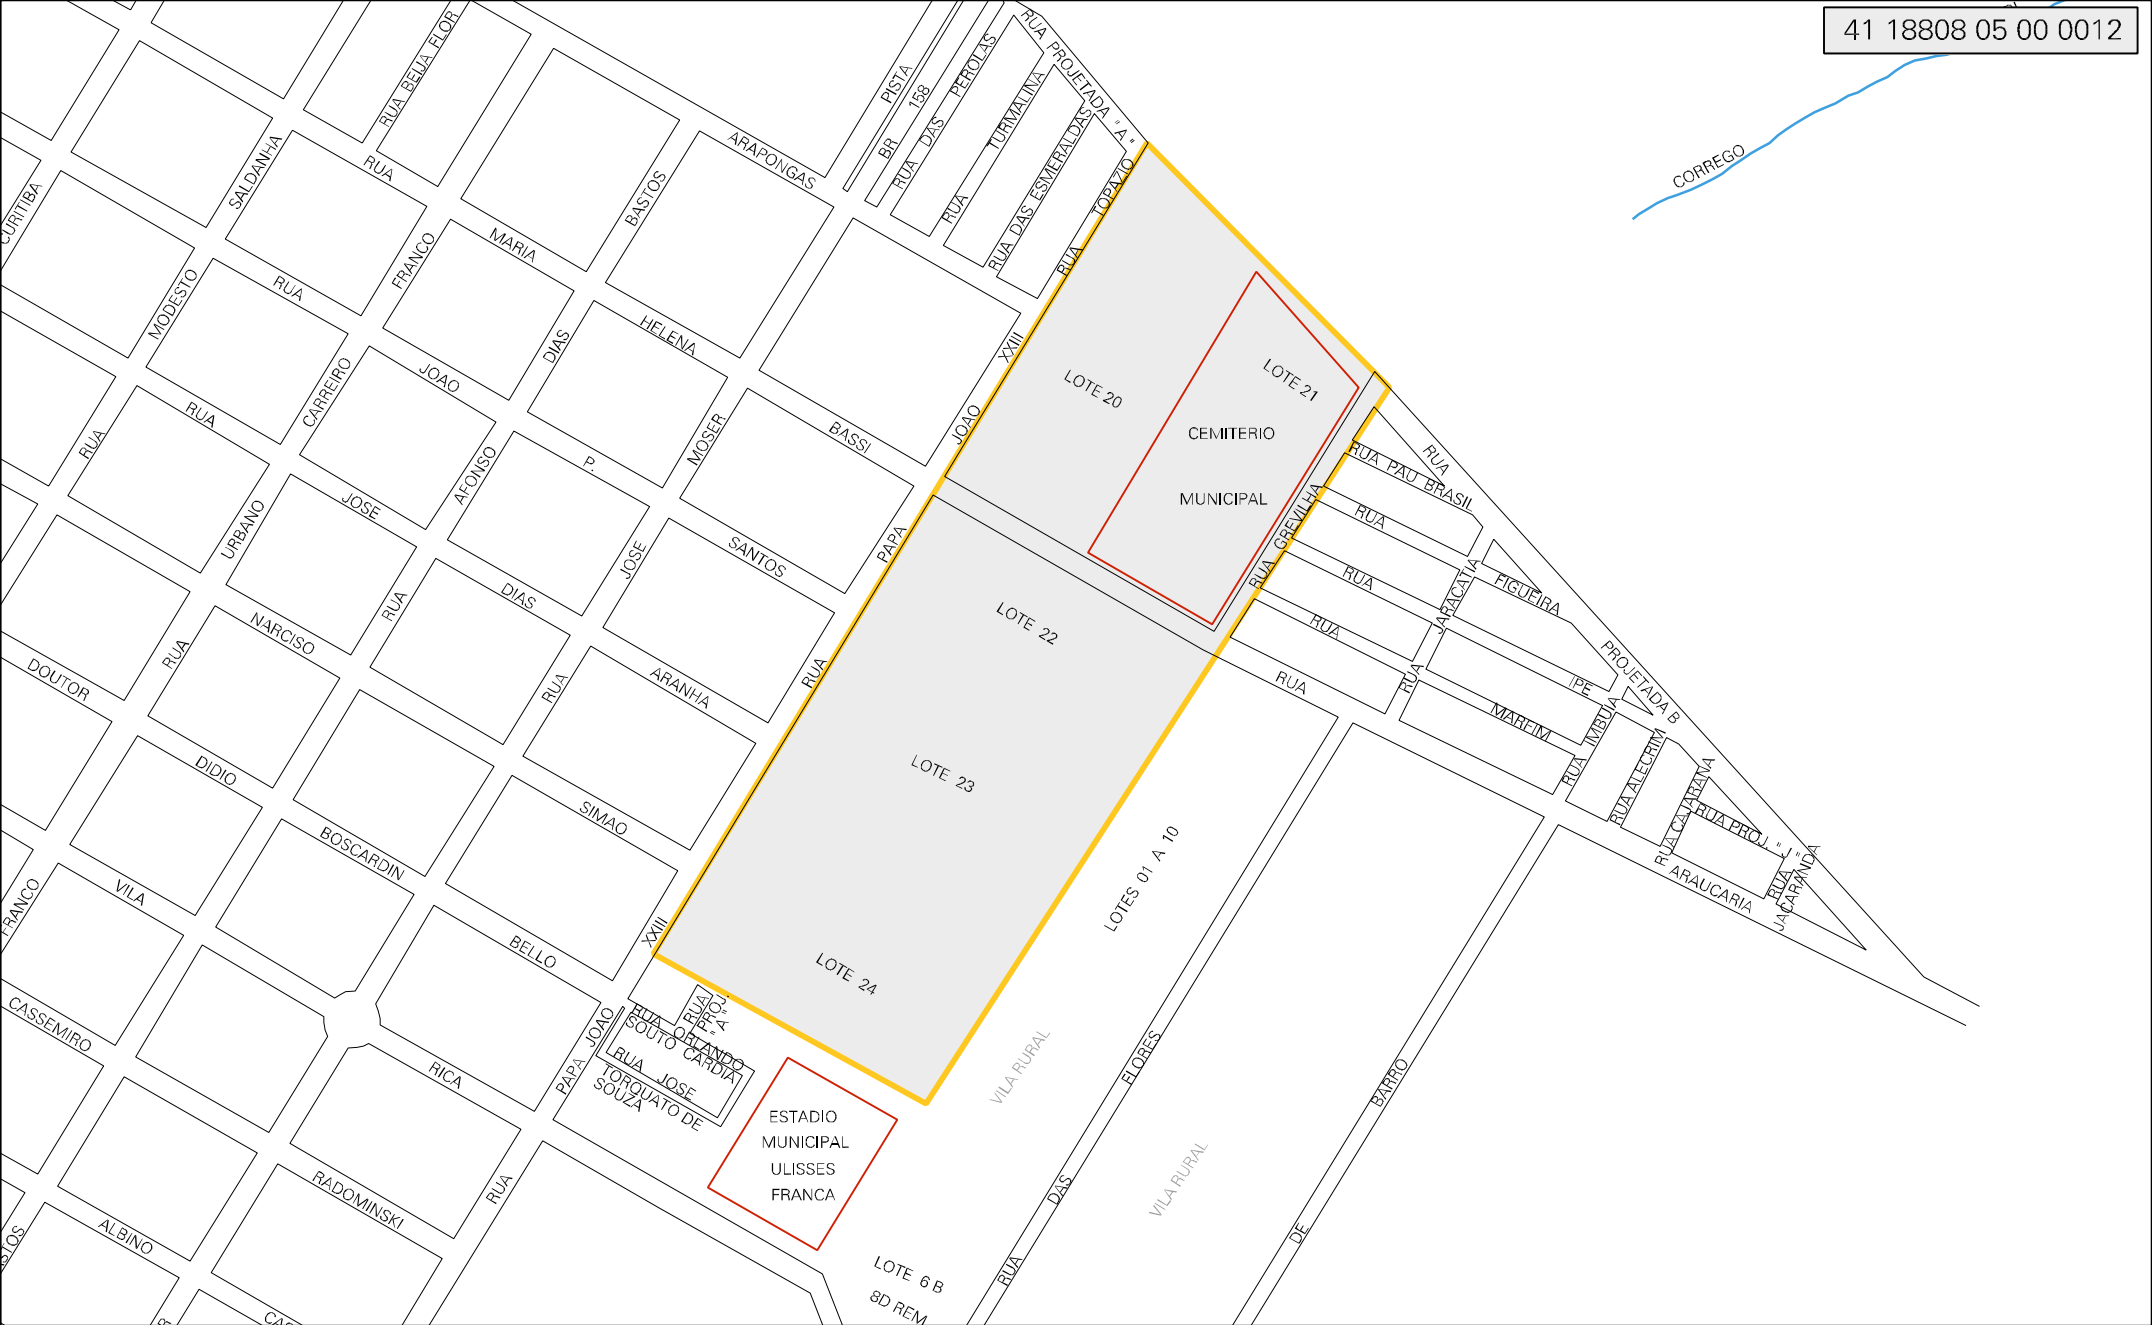 41 18808 05 00 0012
CORREGO
RUA PROJETADA "A"
RUA BEIJA FLOR
PISTA
BR 158
RUA DAS PEROLAS
RUA TURMALINA
RUA DAS ESMERALDAS
RUA TOPAZIO
ARAPONGAS
RUA MARIA HELENA BASSI
RUA JOAO P. SANTOS
RUA JOSE DIAS ARANHA
NARCISO SIMAO BELLO
DOUTOR DIDIO BOSCARDIN
VILA RICA
CASSEMIRO RADOMINSKI
ALBINO
CURITIBA
RUA MODESTO SALDANHA
RUA URBANO CARREIRO FRANCO
RUA AFONSO DIAS BASTOS
RUA JOSE MOSER
RUA PAPA JOAO XXIII
RUA PAPA JOAO XXIII
FRANCO
LOTE 20
LOTE 21
CEMITERIO
MUNICIPAL
LOTE 22
LOTE 23
LOTE 24
LOTES 01 A 10
RUA GREVILHA
RUA PAU BRASIL
RUA FIGUEIRA
RUA IPE
RUA MARFIM
RUA ARAUCARIA
RUA JARACATIA
RUA IMBUIA
RUA ALECRIM
RUA CAJARANA
RUA PROJ. "J"
RUA
JACARANDA
RUA PROJETADA B
RUA
PROJ.
"A"
RUA ORLANDO
SOUTO CARDIA
RUA JOSE
TORQUATO DE
SOUZA
ESTADIO
MUNICIPAL
ULISSES
FRANCA
VILA RURAL
VILA RURAL
RUA DAS FLORES
DE BARRO
LOTE 6 B
8D REM